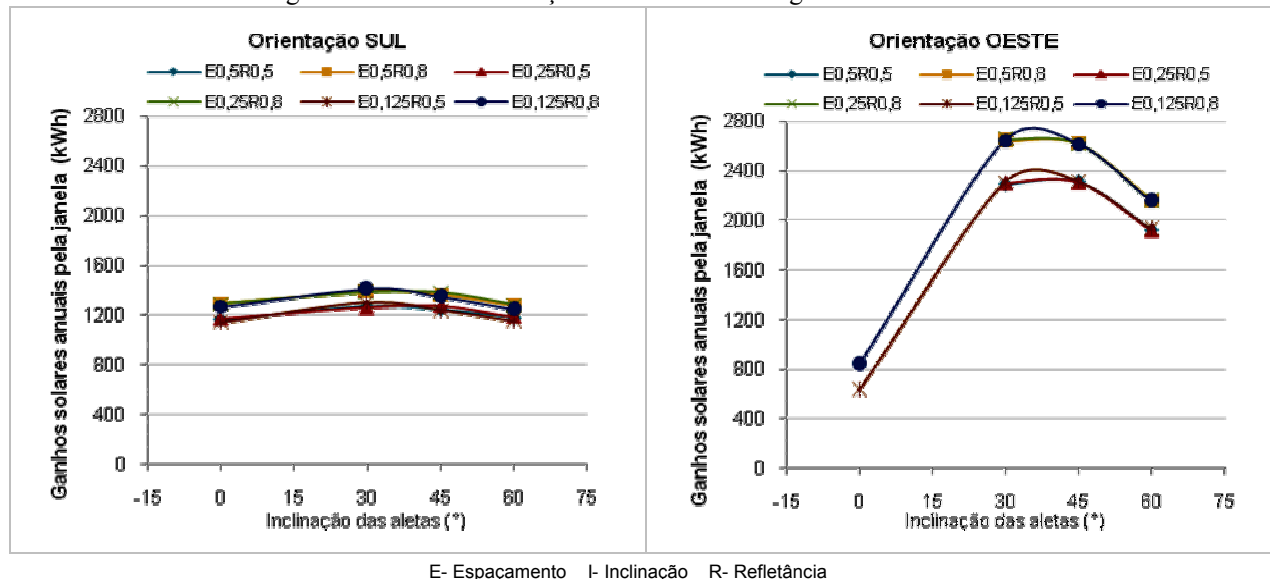 Orientação SUL
E0,5R0,5 E0,5R0,8 E0,25R0,5
E0,25R0,8 E0,125R0,5 E0,125R0,8
Ganhos solares anuais pela janela (kWh)
2800
2400
2000
1600
1200
800
400
0
-15 0 15 30 45 60 75
Inclinação das aletas (°)
Orientação OESTE
E0,5R0,5 E0,5R0,8 E0,25R0,5
E0,25R0,8 E0,125R0,5 E0,125R0,8
Ganhos solares anuais pela janela (kWh)
2800
2400
2000
1600
1200
800
400
0
-15 0 15 30 45 60 75
Inclinação das aletas (°)
E- Espaçamento I- Inclinação R- Refletância